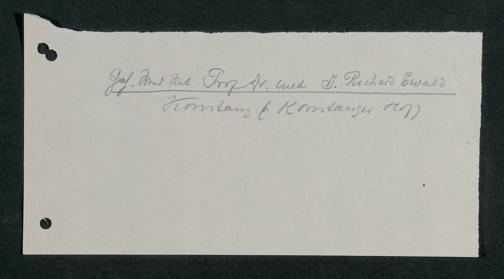 Geh. Med. Rat Prof. Dr. med J. Richard Ewald
Konstanz Konstanzer Hof